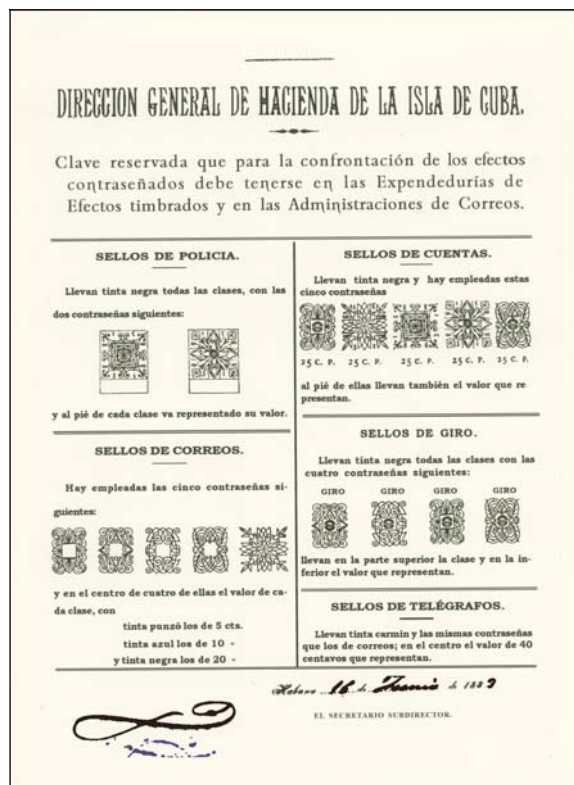 DIRECCION GENERAL DE HACIENDA DE LA ISLA DE CUBA.
Clave reservada que para la confrontación de los efectos
contraseñados debe tenerse en las Expendedurías de
Efectos timbrados y en las Administraciones de Correos.
SELLOS DE POLICIA.
Llevan tinta negra todas las clases, con las
dos contraseñas siguientes:
y al pié de cada clase va representado su valor.
SELLOS DE CORREOS.
Hay empleadas las cinco contraseñas si-
guientes:
y en el centro de cuatro de ellas el valor de ca-
da clase, con
tinta punzó los de 5 cts.
tinta azul los de 10 -
y tinta negra los de 20 -
SELLOS DE CUENTAS.
Llevan tinta negra y hay empleadas estas
cinco contraseñas
25 C. P. 25 C. P. 25 C. P. 25 C. P. 25 C. P.
al pié de ellas llevan también el valor que re
presentan.
SELLOS DE GIRO.
Llevan tinta negra todas las clases con las
cuatro contraseñas siguientes:
GIRO GIRO GIRO GIRO
llevan en la parte superior la clase y en la in-
ferior el valor que representan.
SELLOS DE TELÉGRAFOS.
Llevan tinta carmin y las mismas contraseñas
que los de correos; en el centro el valor de 40
centavos que representan.
Habana 16 de Junio de 1883
EL SECRETARIO SUBDIRECTOR.